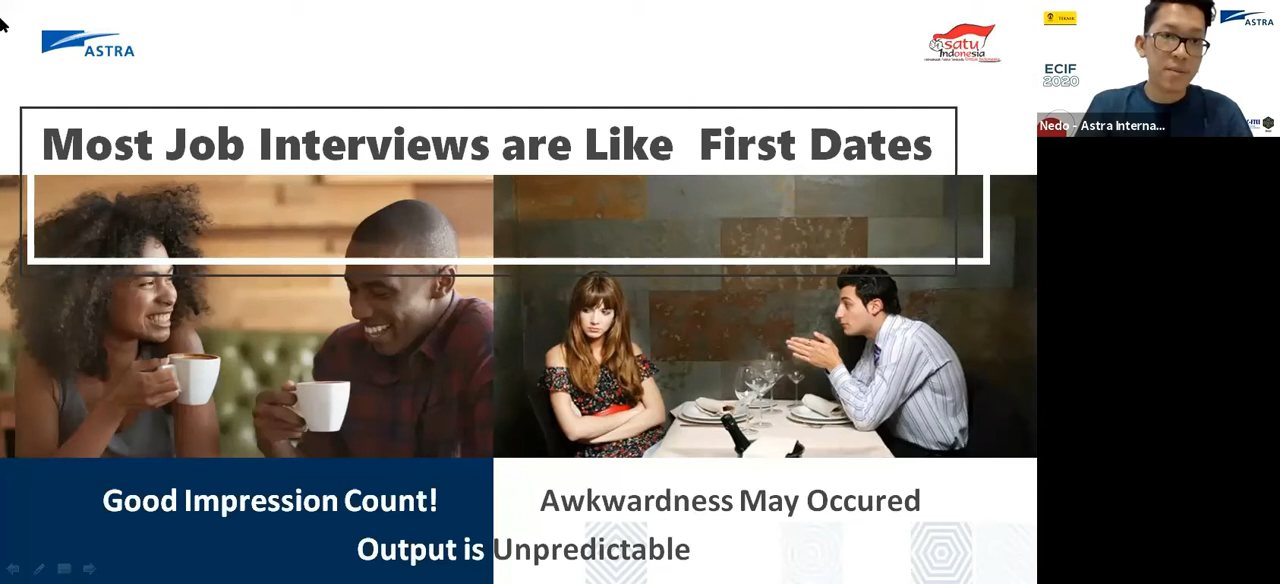 ASTRA
satu
Indonesia
Most Job Interviews are Like First Dates
Good Impression Count!
Awkwardness May Occured
Output is Unpredictable
TEKNIK
ASTRA
ECIF
2020
Nedo - Astra Interna...